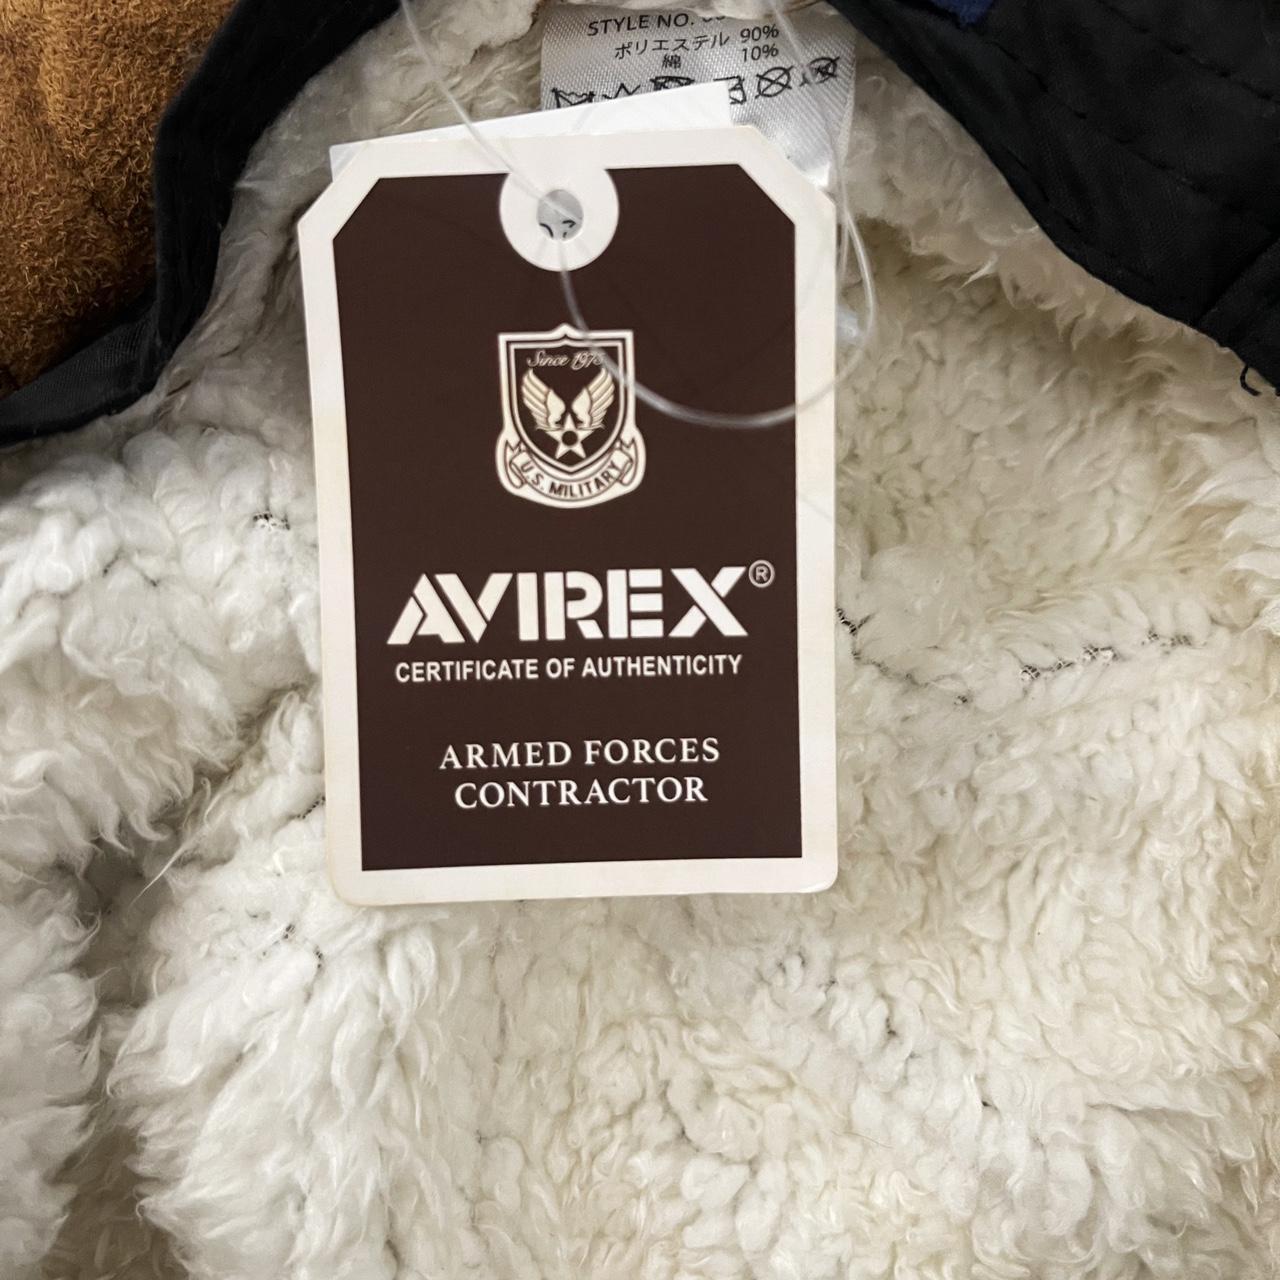 STYLE NO.
ポリエステル 90%
綿 10%
Since 1975
U.S. MILITARY
AVIREX®
CERTIFICATE OF AUTHENTICITY
ARMED FORCES
CONTRACTOR